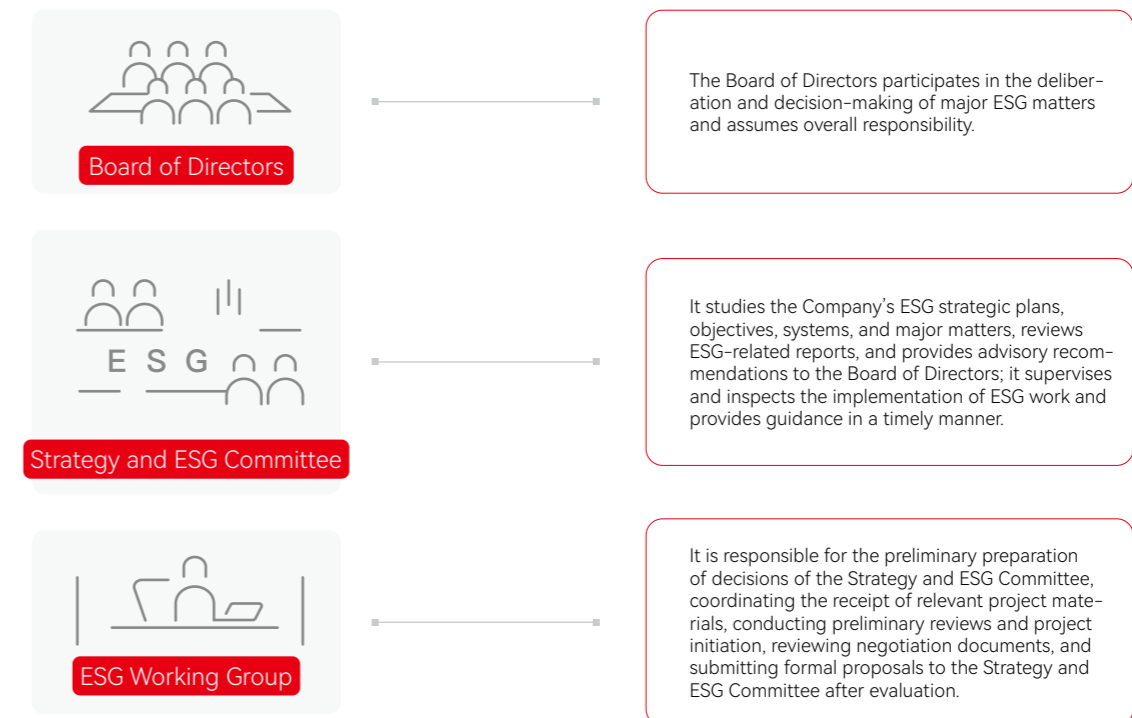 Board of Directors
The Board of Directors participates in the deliber-
ation and decision-making of major ESG matters
and assumes overall responsibility.
E S G
Strategy and ESG Committee
It studies the Company's ESG strategic plans,
objectives, systems, and major matters, reviews
ESG-related reports, and provides advisory recom-
mendations to the Board of Directors; it supervises
and inspects the implementation of ESG work and
provides guidance in a timely manner.
ESG Working Group
It is responsible for the preliminary preparation
of decisions of the Strategy and ESG Committee,
coordinating the receipt of relevant project mate-
rials, conducting preliminary reviews and project
initiation, reviewing negotiation documents, and
submitting formal proposals to the Strategy and
ESG Committee after evaluation.